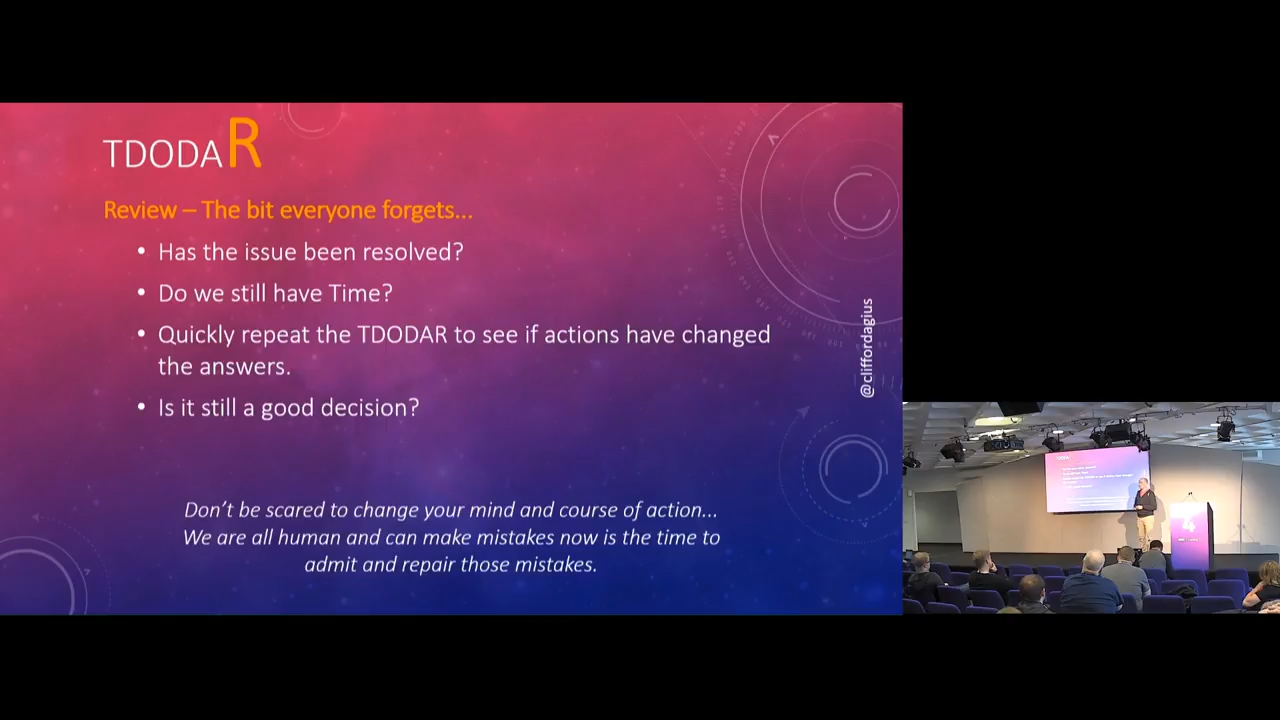 TDODAR
Review – The bit everyone forgets...
• Has the issue been resolved?
• Do we still have Time?
• Quickly repeat the TDODAR to see if actions have changed
the answers.
• Is it still a good decision?
Don't be scared to change your mind and course of action...
We are all human and can make mistakes now is the time to
admit and repair those mistakes.
@cliffordagius